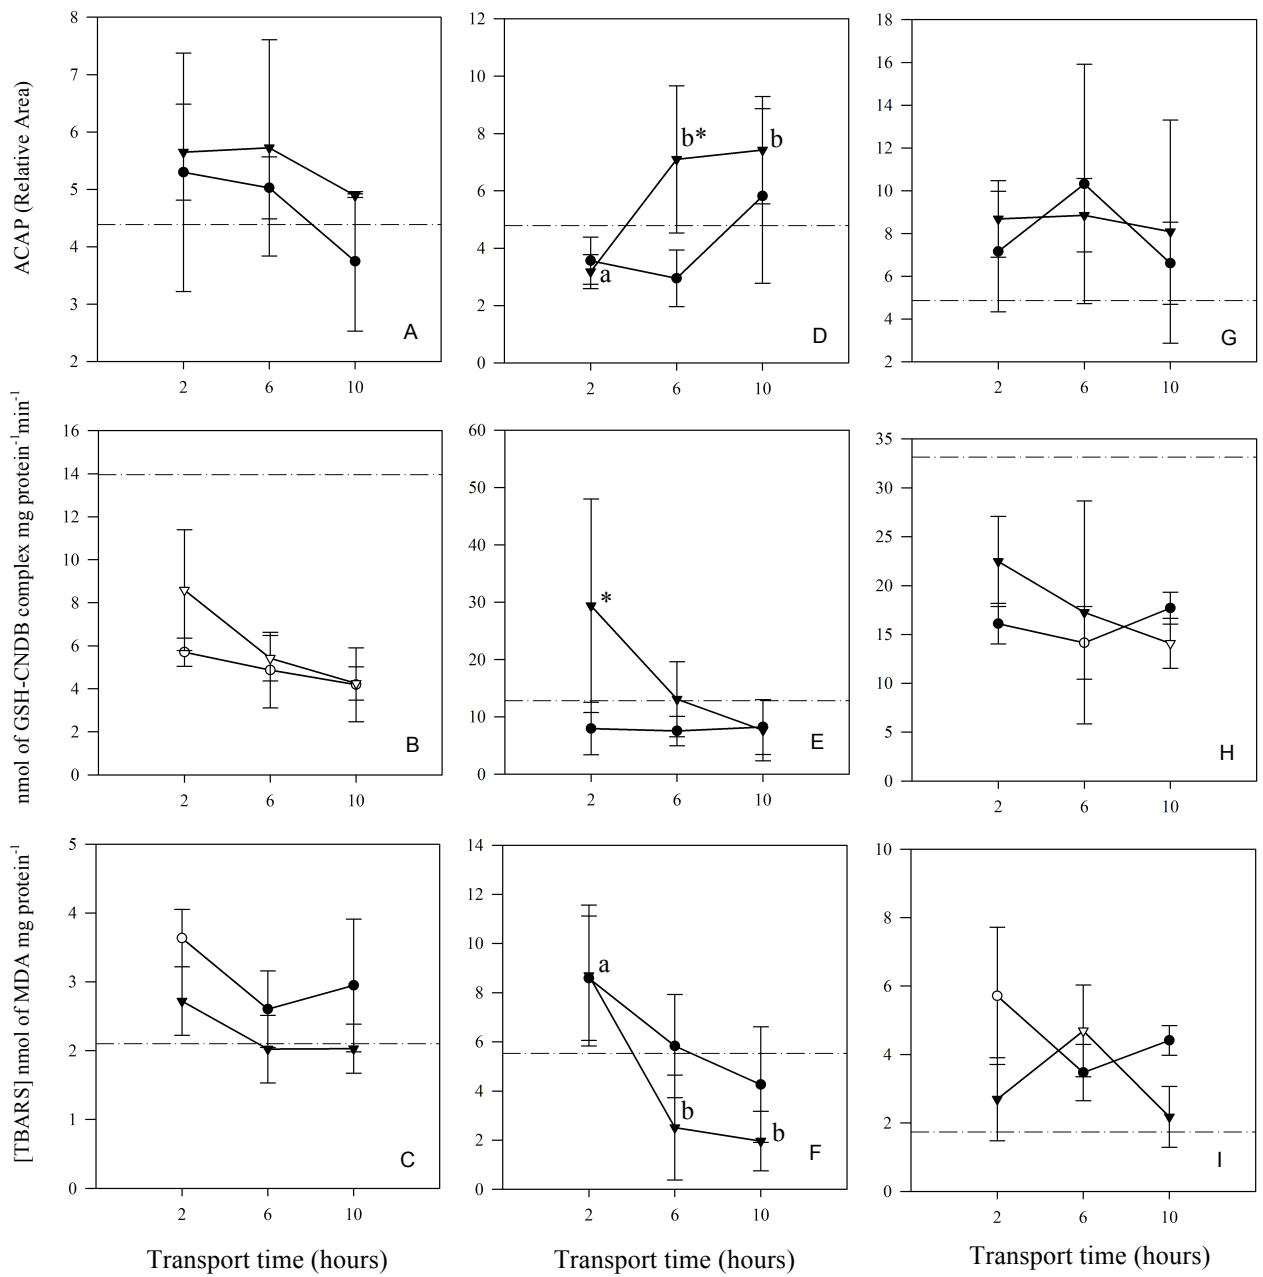 ACAP (Relative Area)
8
7
6
5
4
3
2
A
2 6 10
12
10
8
6
4
2
0
a
b*
b
D
2 6 10
18
16
14
12
10
8
6
4
2
G
2 6 10
nmol of GSH-CNDB complex mg protein⁻¹min⁻¹
16
14
12
10
8
6
4
2
0
B
2 6 10
60
50
40
30
20
10
0
*
E
2 6 10
35
30
25
20
15
10
5
0
H
2 6 10
[TBARS] nmol of MDA mg protein⁻¹
5
4
3
2
1
0
C
2 6 10
Transport time (hours)
14
12
10
8
6
4
2
0
a
b
b
F
2 6 10
Transport time (hours)
10
8
6
4
2
0
I
2 6 10
Transport time (hours)